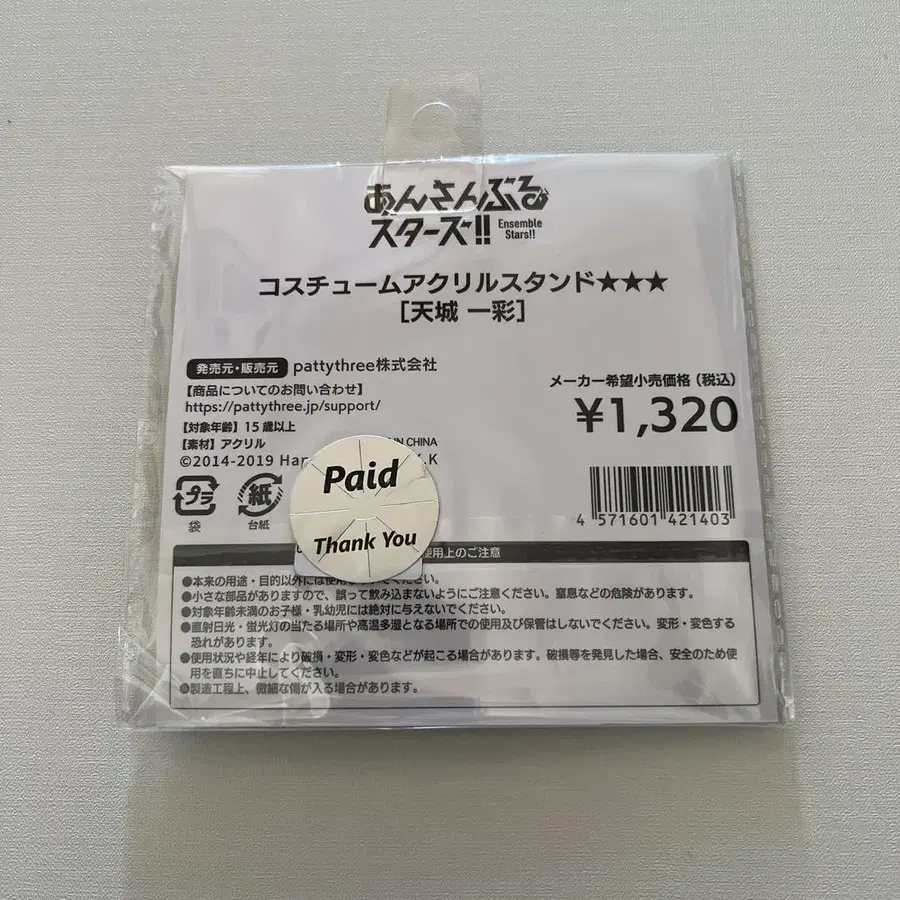 あんさんぶる
スターズ!! Ensemble Stars!!
コスチュームアクリルスタンド★★★
[天城 一彩]
発売元・販売元 pattythree株式会社
【商品についてのお問い合わせ】
https://pattythree.jp/support/
【対象年齢】15歳以上
【素材】アクリル IN CHINA
©2014-2019 Hap K.K
メーカー希望小売価格(税込)
¥1,320
プラ
袋
紙
台紙
Paid
Thank You
4 571601 421403
使用上のご注意
●本来の用途・目的以外には使用 ください。
●小さな部品がありますので、誤って飲み込まないようにご注意ください。窒息などの危険があります。
●対象年齢未満のお子様・乳幼児には絶対に与えないでください。
●直射日光・蛍光灯の当たる場所や高温多湿となる場所での使用及び保管はしないでください。変形・変色する
恐れがあります。
●使用状況や経年により破損・変形・変色などが起こる場合があります。破損等を発見した場合、安全のため使
用を直ちに中止してください。
●製造工程上、微細な傷が入る場合があります。